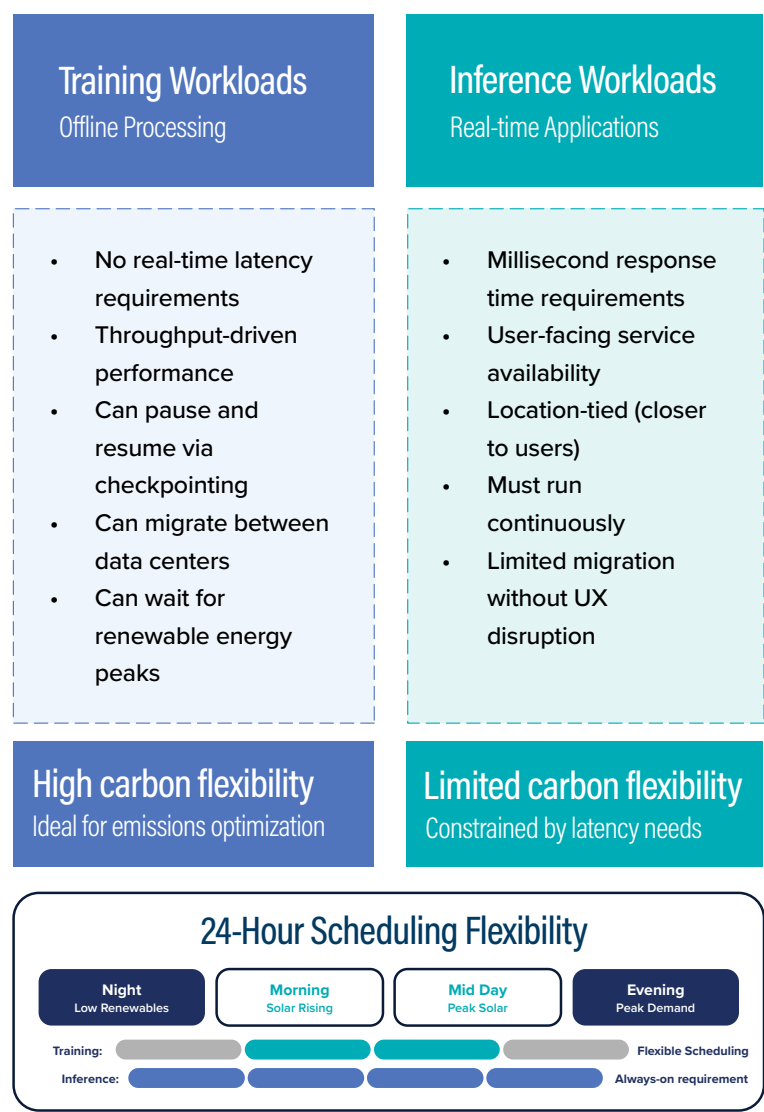 Training Workloads
Offline Processing
Inference Workloads
Real-time Applications
• No real-time latency
requirements
• Throughput-driven
performance
• Can pause and
resume via
checkpointing
• Can migrate between
data centers
• Can wait for
renewable energy
peaks
• Millisecond response
time requirements
• User-facing service
availability
• Location-tied (closer
to users)
• Must run
continuously
• Limited migration
without UX
disruption
High carbon flexibility
Ideal for emissions optimization
Limited carbon flexibility
Constrained by latency needs
24-Hour Scheduling Flexibility
Night
Low Renewables
Morning
Solar Rising
Mid Day
Peak Solar
Evening
Peak Demand
Training: Flexible Scheduling
Inference: Always-on requirement